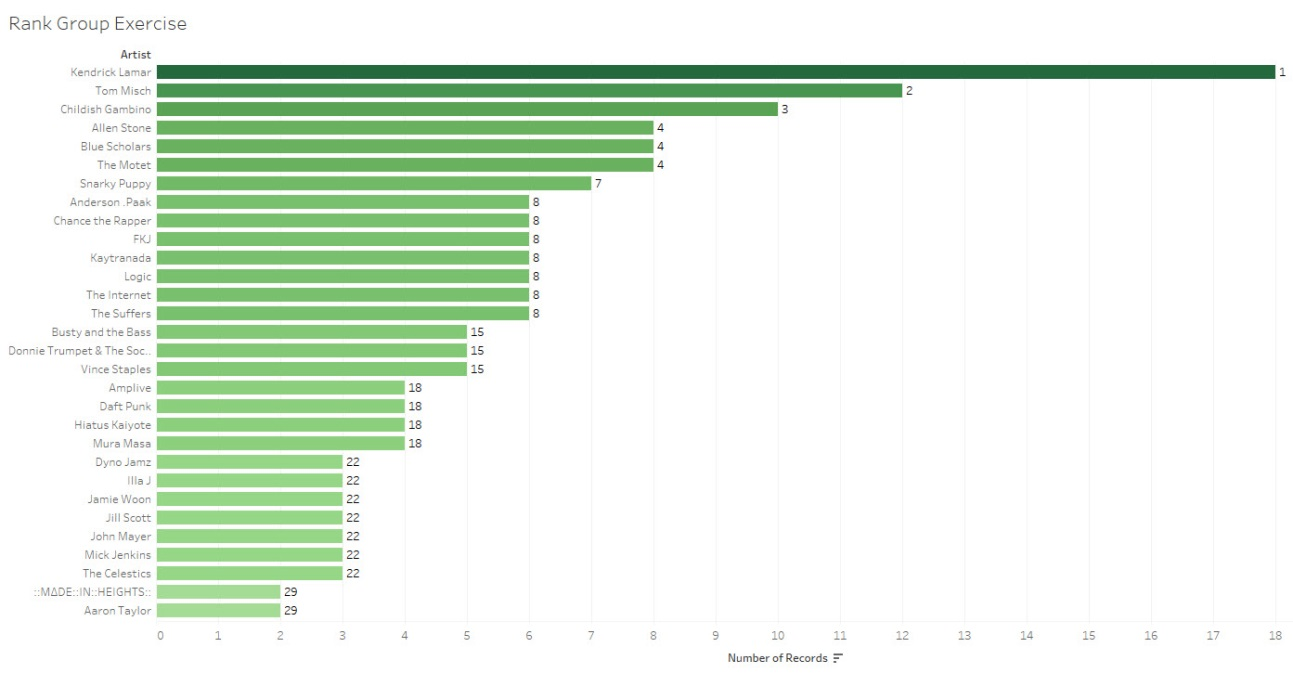 Rank Group Exercise
Artist
Kendrick Lamar 1
Tom Misch 2
Childish Gambino 3
Allen Stone 4
Blue Scholars 4
The Motet 4
Snarky Puppy 7
Anderson .Paak 8
Chance the Rapper 8
FKJ 8
Kaytranada 8
Logic 8
The Internet 8
The Suffers 8
Busty and the Bass 15
Donnie Trumpet & The Soc.. 15
Vince Staples 15
Amplive 18
Daft Punk 18
Hiatus Kaiyote 18
Mura Masa 18
Dyno Jamz 22
Illa J 22
Jamie Woon 22
Jill Scott 22
John Mayer 22
Mick Jenkins 22
The Celestics 22
::MΔDE::IN::HEIGHTS:: 29
Aaron Taylor 29
0 1 2 3 4 5 6 7 8 9 10 11 12 13 14 15 16 17 18
Number of Records